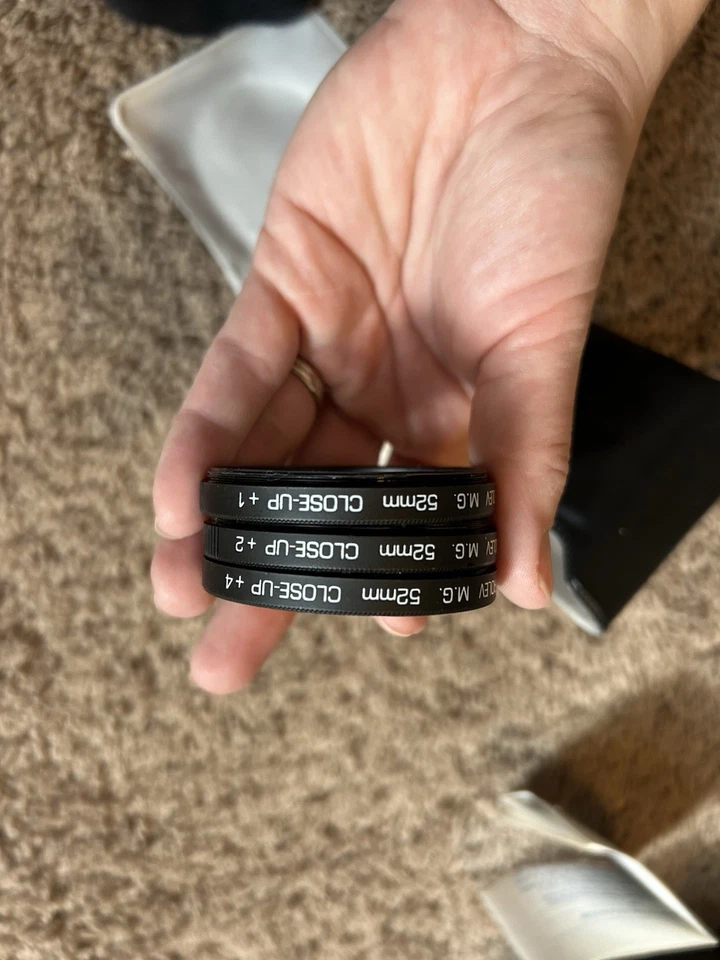 M.G. 52mm CLOSE-UP +4
M.G. 52mm CLOSE-UP +2
M.G. 52mm CLOSE-UP +1